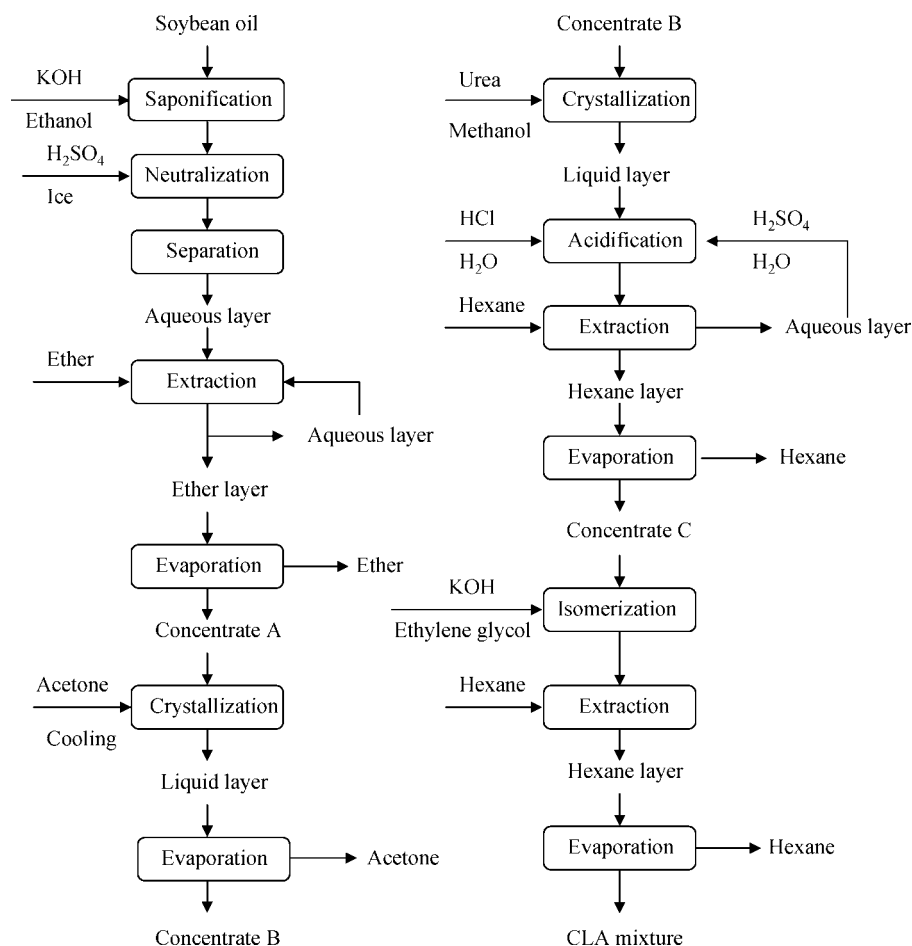 Soybean oil
KOH
Saponification
Ethanol
H₂SO₄
Neutralization
Ice
Separation
Aqueous layer
Ether
Extraction
Aqueous layer
Ether layer
Evaporation
Ether
Concentrate A
Acetone
Crystallization
Cooling
Liquid layer
Evaporation
Acetone
Concentrate B
Concentrate B
Urea
Crystallization
Methanol
Liquid layer
HCl
H₂SO₄
Acidification
H₂O
H₂O
Hexane
Extraction
Aqueous layer
Hexane layer
Evaporation
Hexane
Concentrate C
KOH
Isomerization
Ethylene glycol
Hexane
Extraction
Hexane layer
Evaporation
Hexane
CLA mixture